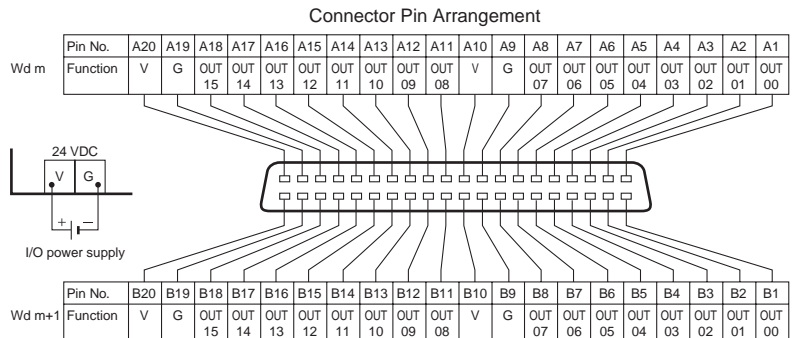 Connector Pin Arrangement
Pin No. A20 A19 A18 A17 A16 A15 A14 A13 A12 A11 A10 A9 A8 A7 A6 A5 A4 A3 A2 A1
Wd m Function V G OUT OUT OUT OUT OUT OUT OUT OUT V G OUT OUT OUT OUT OUT OUT OUT OUT
15 14 13 12 11 10 09 08 07 06 05 04 03 02 01 00
24 VDC
V G
+ −
I/O power supply
Pin No. B20 B19 B18 B17 B16 B15 B14 B13 B12 B11 B10 B9 B8 B7 B6 B5 B4 B3 B2 B1
Wd m+1 Function V G OUT OUT OUT OUT OUT OUT OUT OUT V G OUT OUT OUT OUT OUT OUT OUT OUT
15 14 13 12 11 10 09 08 07 06 05 04 03 02 01 00